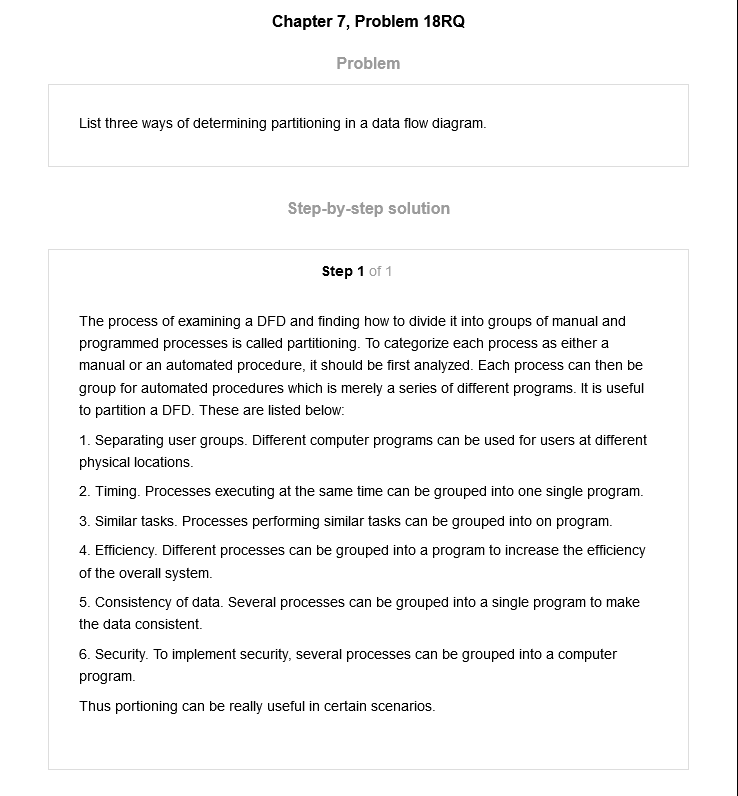 Chapter 7, Problem 18RQ
Problem
List three ways of determining partitioning in a data flow diagram.
Step-by-step solution
Step 1 of 1
The process of examining a DFD and finding how to divide it into groups of manual and
programmed processes is called partitioning. To categorize each process as either a
manual or an automated procedure, it should be first analyzed. Each process can then be
group for automated procedures which is merely a series of different programs. It is useful
to partition a DFD. These are listed below:
1. Separating user groups. Different computer programs can be used for users at different
physical locations.
2. Timing. Processes executing at the same time can be grouped into one single program.
3. Similar tasks. Processes performing similar tasks can be grouped into on program.
4. Efficiency. Different processes can be grouped into a program to increase the efficiency
of the overall system.
5. Consistency of data. Several processes can be grouped into a single program to make
the data consistent.
6. Security. To implement security, several processes can be grouped into a computer
program.
Thus portioning can be really useful in certain scenarios.